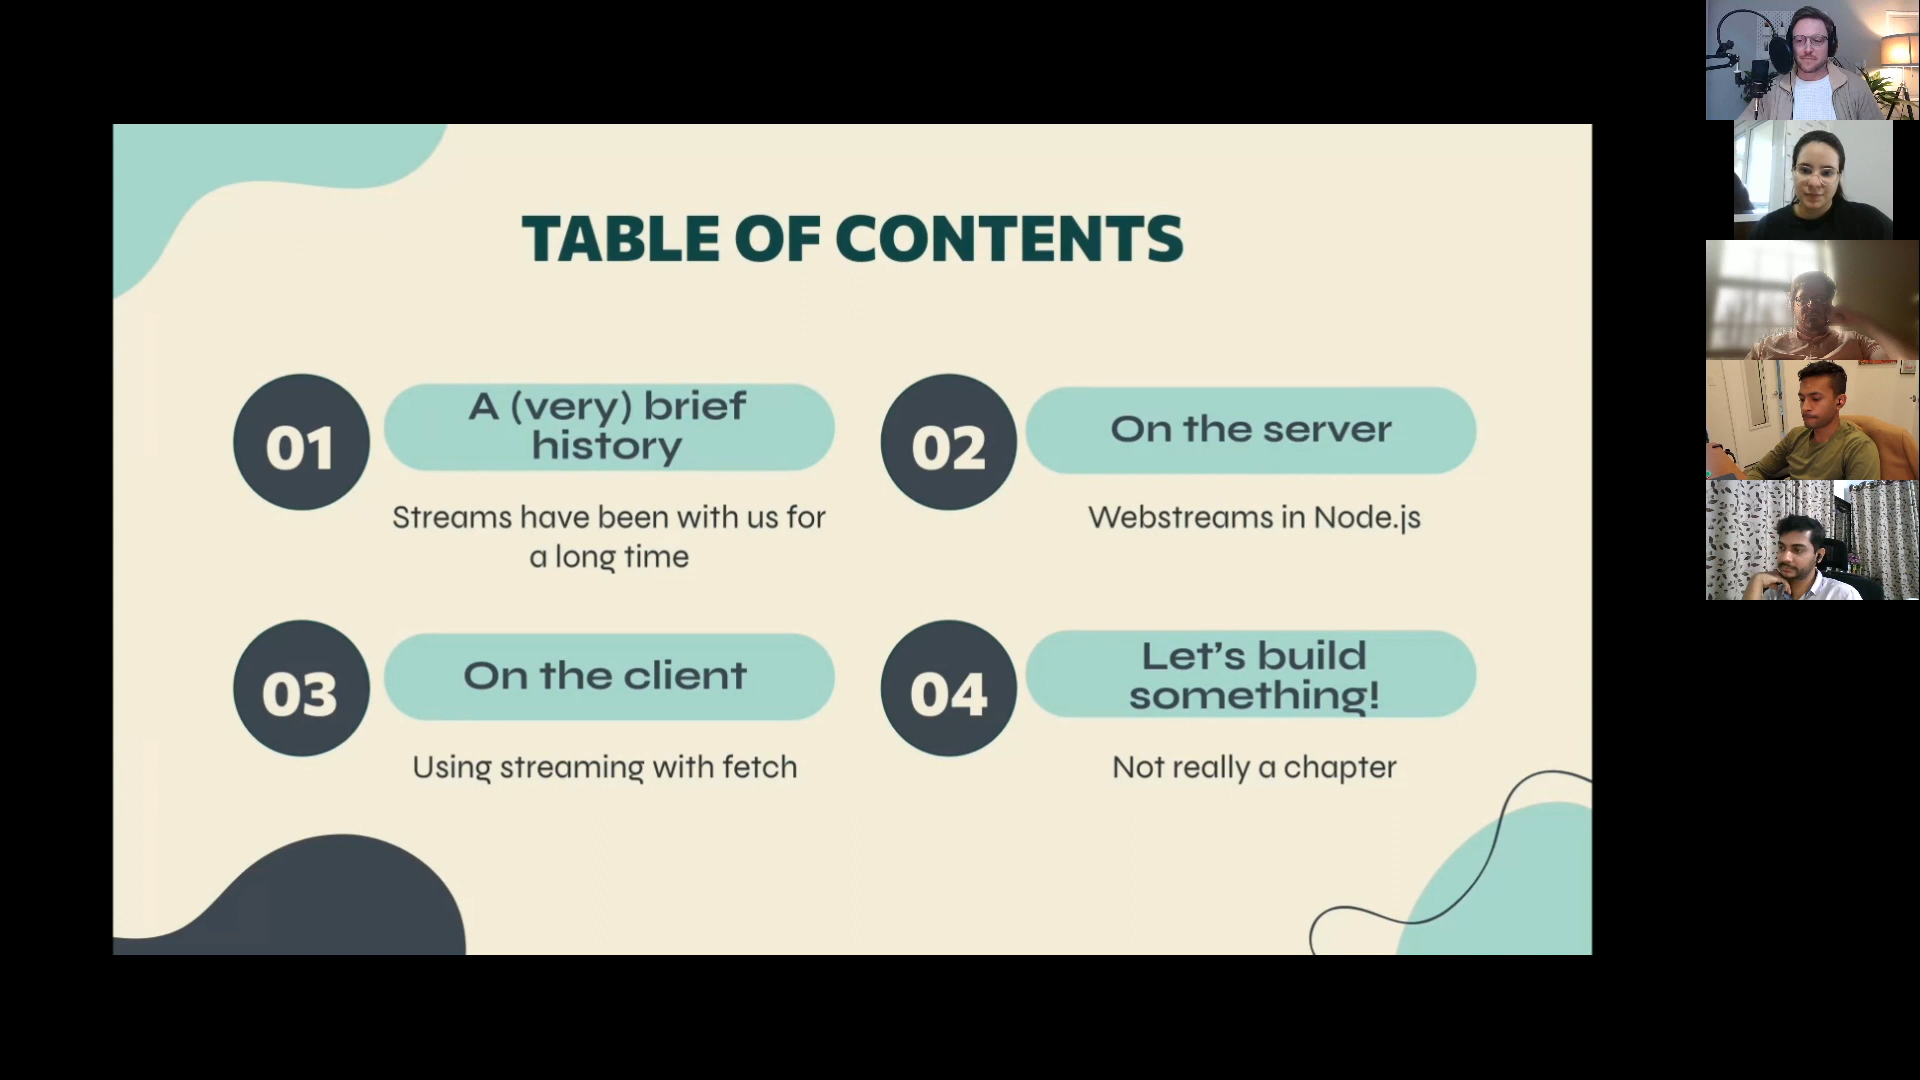 TABLE OF CONTENTS
01
A (very) brief
history
Streams have been with us for
a long time
02
On the server
Webstreams in Node.js
03
On the client
Using streaming with fetch
04
Let's build
something!
Not really a chapter